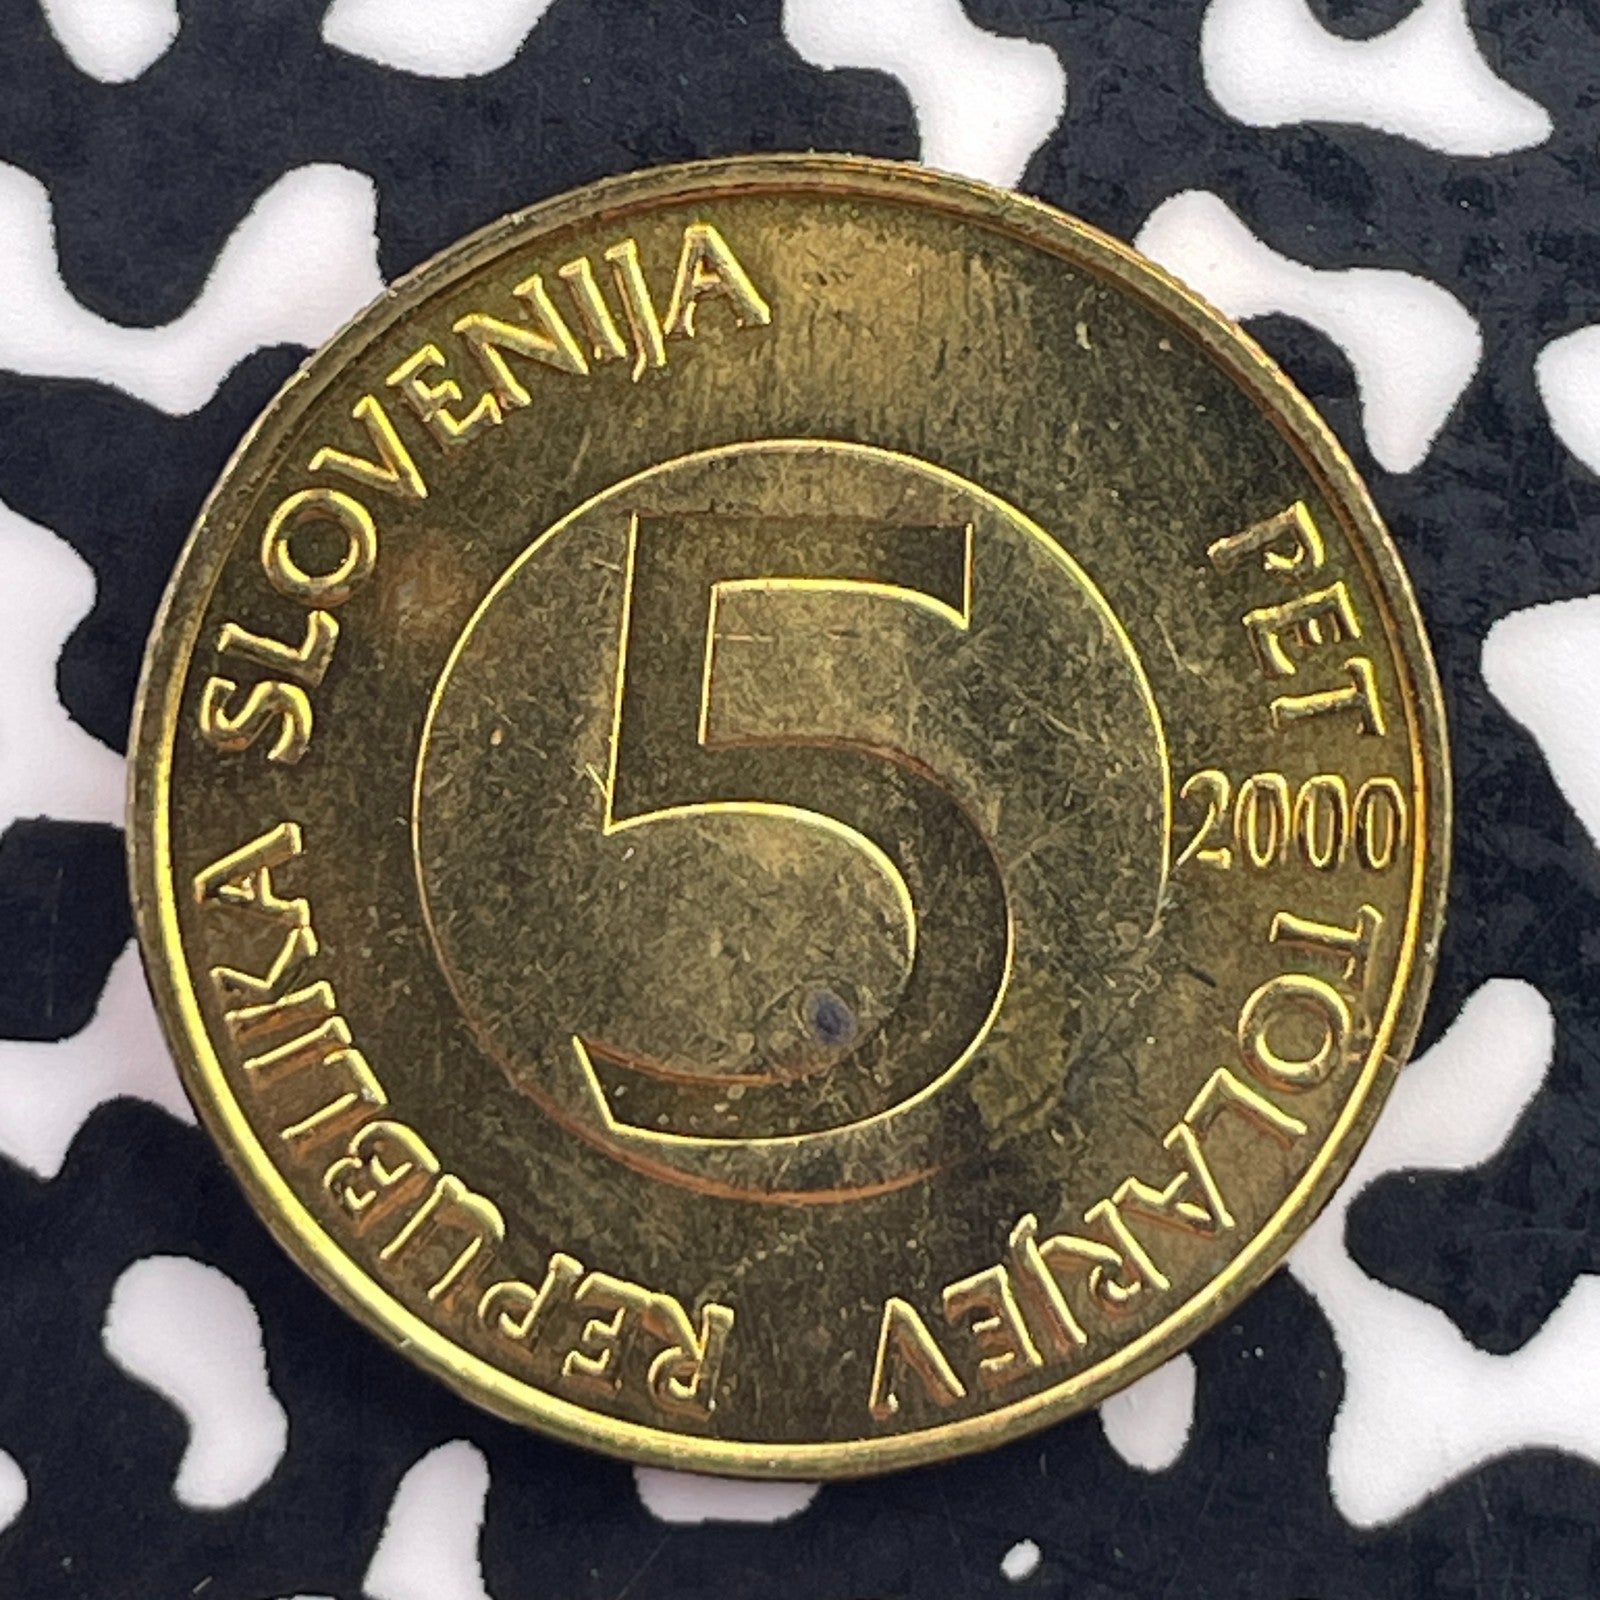 REPUBLIKA SLOVENIJA
PET TOLARJEV
2000
5